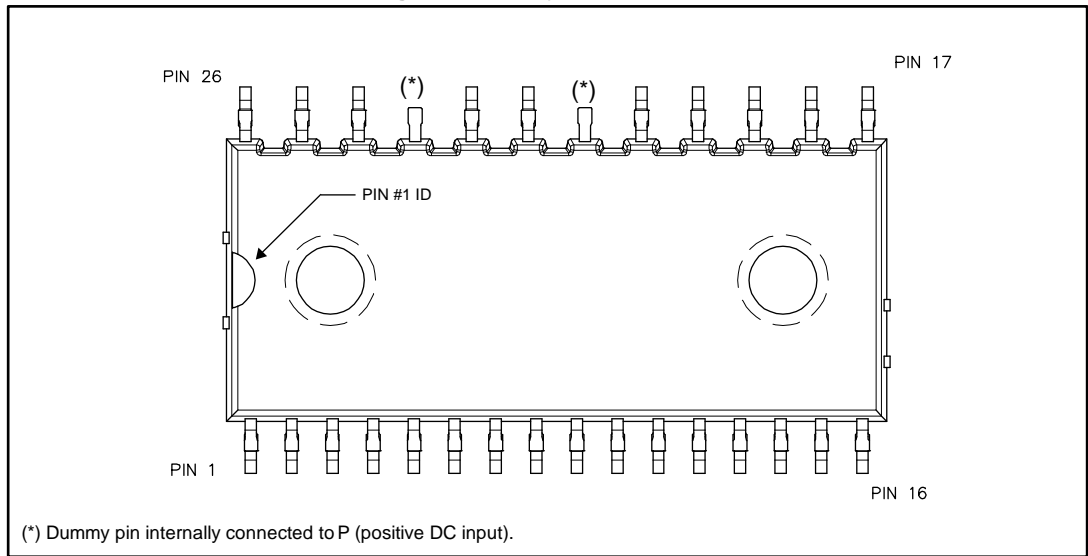 PIN 26
(*)
(*)
PIN 17
PIN #1 ID
PIN 1
PIN 16
(*) Dummy pin internally connected to P (positive DC input).